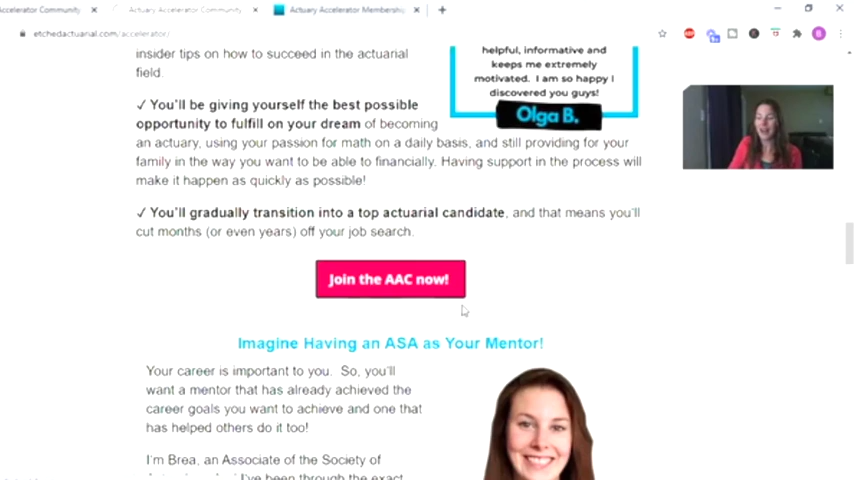 Accelerator Community
Actuary Accelerator Community
Actuary Accelerator Membership
etchedactuarial.com/accelerator/
insider tips on how to succeed in the actuarial
field.
✓ You'll be giving yourself the best possible
opportunity to fulfill on your dream of becoming
an actuary, using your passion for math on a daily basis, and still providing for your
family in the way you want to be able to financially. Having support in the process will
make it happen as quickly as possible!
✓ You'll gradually transition into a top actuarial candidate, and that means you'll
cut months (or even years) off your job search.
helpful, informative and
keeps me extremely
motivated. I am so happy I
discovered you guys!
Olga B.
Join the AAC now!
Imagine Having an ASA as Your Mentor!
Your career is important to you. So, you'll
want a mentor that has already achieved the
career goals you want to achieve and one that
has helped others do it too!
I'm Brea, an Associate of the Society of
I've been through the exact